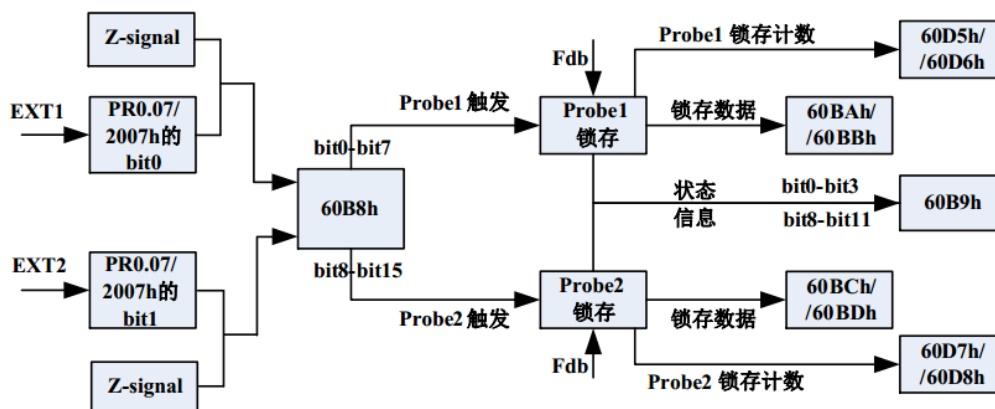 Z-signal
EXT1
PR0.07/
2007h的
bit0
Probe1 触发
bit0-bit7
60B8h
bit8-bit15
Probe2 触发
EXT2
PR0.07/
2007h的
bit1
Z-signal
Fdb
Probe1
锁存
Probe1 锁存计数
60D5h/
/60D6h
锁存数据
60BAh/
/60BBh
状态
信息
bit0-bit3
bit8-bit11
60B9h
Probe2
锁存
Fdb
锁存数据
60BCh/
/60BDh
Probe2 锁存计数
60D7h/
/60D8h